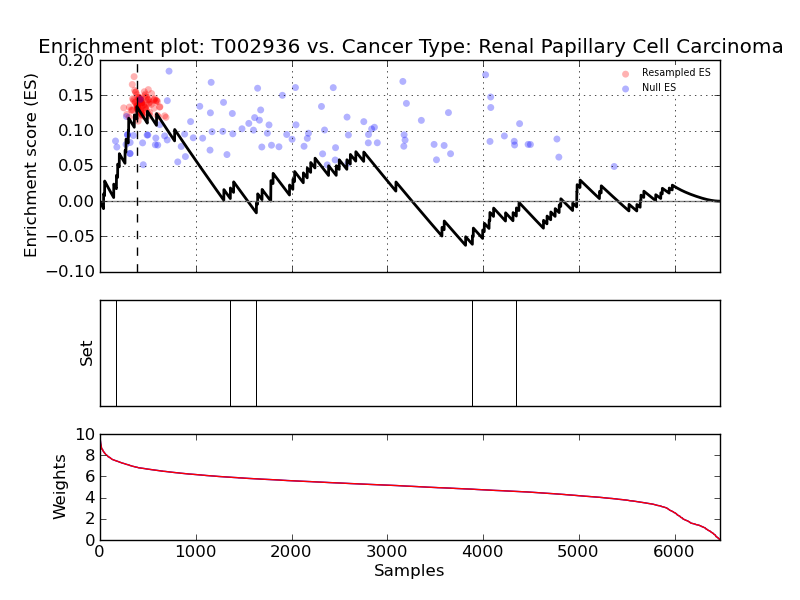 Enrichment plot: T002936 vs. Cancer Type: Renal Papillary Cell Carcinoma
Enrichment score (ES)
0.20
0.15
0.10
0.05
0.00
−0.05
−0.10
Resampled ES
Null ES
Set
Weights
10
8
6
4
2
0
0 1000 2000 3000 4000 5000 6000
Samples